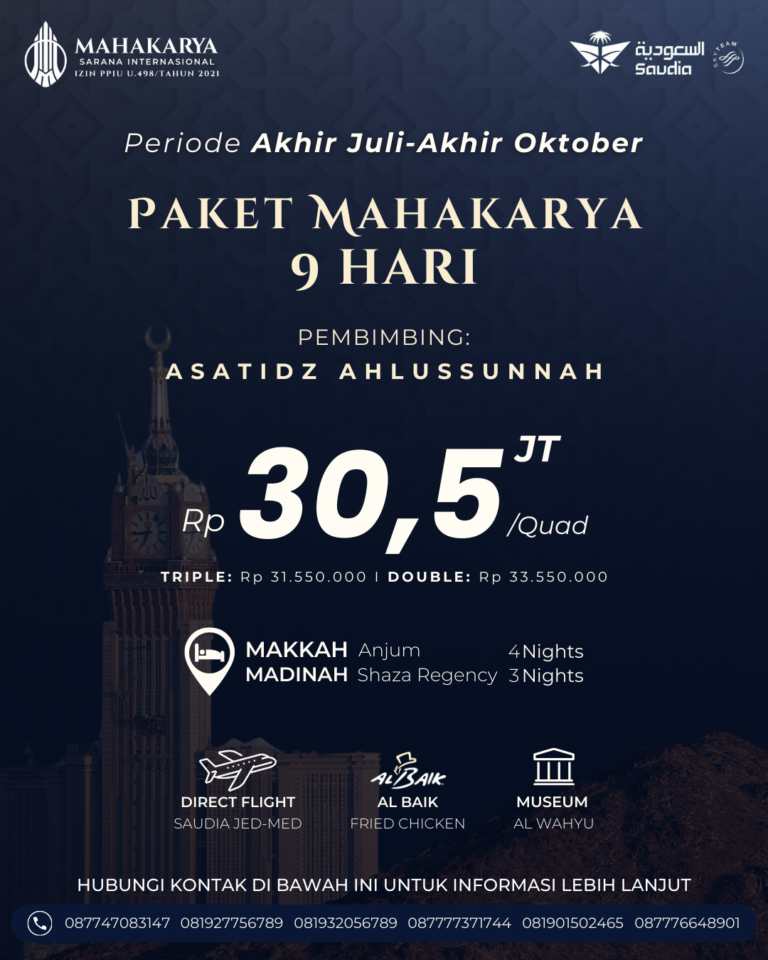 MAHAKARYA
SARANA INTERNASIONAL
IZIN PPIU U.498/TAHUN 2021
السعودية
Saudia
SKYTEAM
Periode Akhir Juli-Akhir Oktober
PAKET MAHAKARYA
9 HARI
PEMBIMBING:
ASATIDZ AHLUSSUNNAH
Rp 30,5 JT /Quad
TRIPLE: Rp 31.550.000 I DOUBLE: Rp 33.550.000
MAKKAH Anjum 4 Nights
MADINAH Shaza Regency 3 Nights
ALBAIK
DIRECT FLIGHT AL BAIK MUSEUM
SAUDIA JED-MED FRIED CHICKEN AL WAHYU
HUBUNGI KONTAK DI BAWAH INI UNTUK INFORMASI LEBIH LANJUT
087747083147 081927756789 081932056789 087777371744 081901502465 087776648901